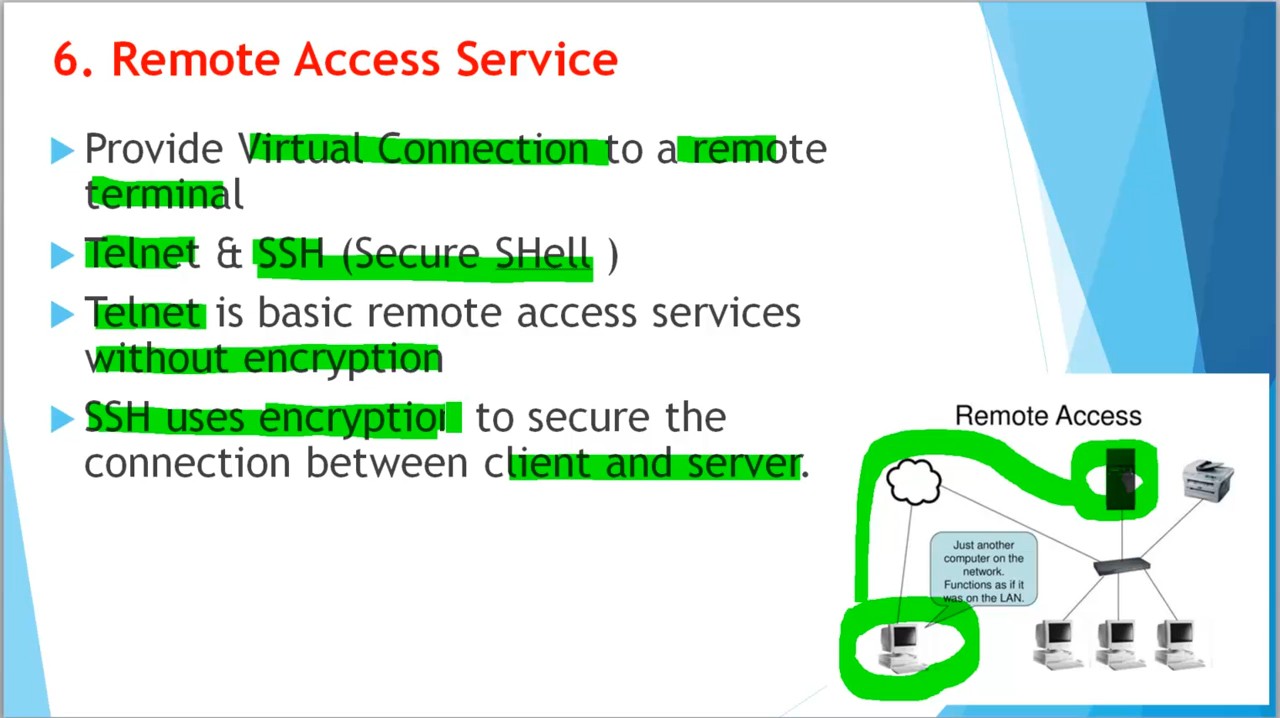 6. Remote Access Service
Provide Virtual Connection to a remote
terminal
Telnet & SSH (Secure SHell )
Telnet is basic remote access services
without encryption
SSH uses encryption to secure the
connection between client and server.
Remote Access
Just another
computer on the
network.
Functions as if it
was on the LAN.